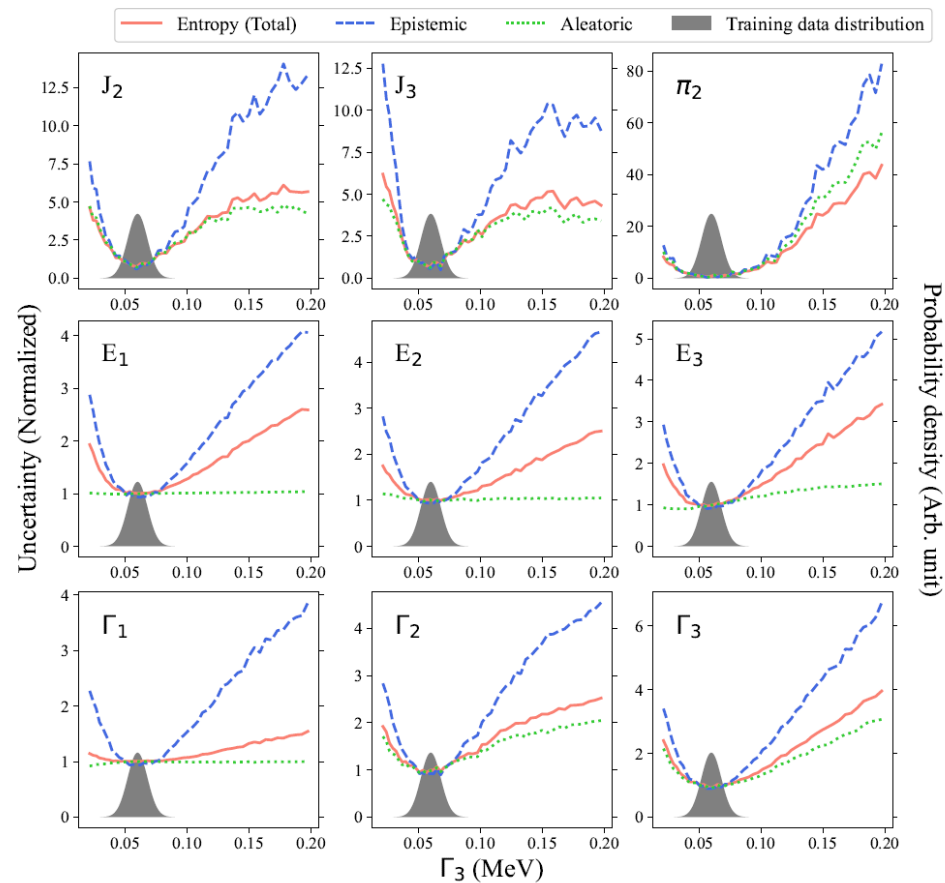 Entropy (Total) Epistemic Aleatoric Training data distribution
J₂ J₃ π₂
12.5 10.0 7.5 5.0 2.5 0.0
12.5 10.0 7.5 5.0 2.5 0.0
80 60 40 20 0
0.05 0.10 0.15 0.20 0.05 0.10 0.15 0.20 0.05 0.10 0.15 0.20
Uncertainty (Normalized)
Probability density (Arb. unit)
E₁ E₂ E₃
4 3 2 1 0
4 3 2 1 0
5 4 3 2 1 0
0.05 0.10 0.15 0.20 0.05 0.10 0.15 0.20 0.05 0.10 0.15 0.20
Γ₁ Γ₂ Γ₃
4 3 2 1 0
4 3 2 1 0
6 4 2 0
0.05 0.10 0.15 0.20 0.05 0.10 0.15 0.20 0.05 0.10 0.15 0.20
Γ₃ (MeV)